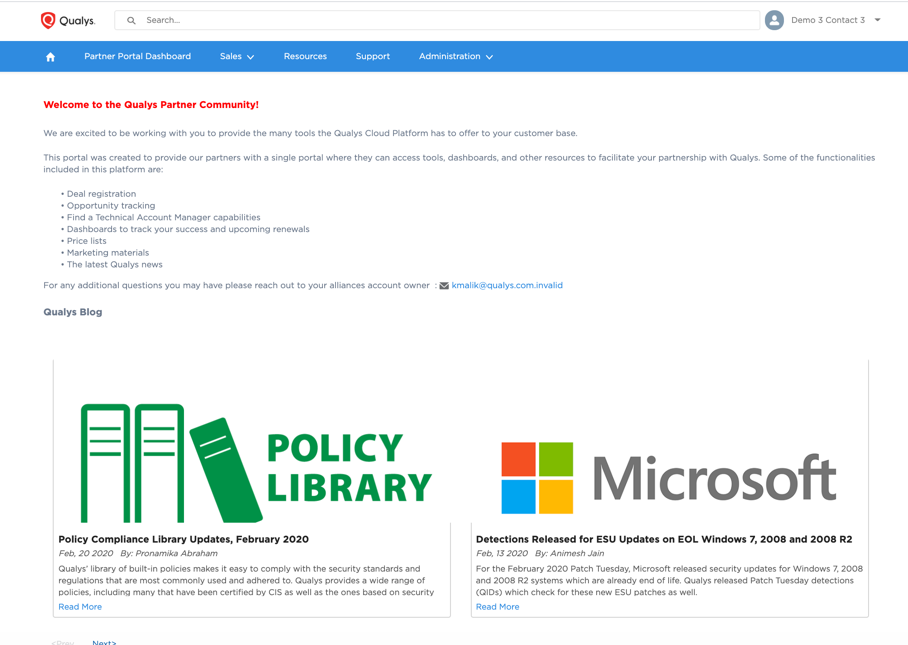 Qualys.
Search...
Demo 3 Contact 3
Partner Portal Dashboard
Sales
Resources
Support
Administration
Welcome to the Qualys Partner Community!
We are excited to be working with you to provide the many tools the Qualys Cloud Platform has to offer to your customer base.
This portal was created to provide our partners with a single portal where they can access tools, dashboards, and other resources to facilitate your partnership with Qualys. Some of the functionalities
included in this platform are:
• Deal registration
• Opportunity tracking
• Find a Technical Account Manager capabilities
• Dashboards to track your success and upcoming renewals
• Price lists
• Marketing materials
• The latest Qualys news
For any additional questions you may have please reach out to your alliances account owner : kmalik@qualys.com.invalid
Qualys Blog
POLICY
LIBRARY
Policy Compliance Library Updates, February 2020
Feb, 20 2020 By: Pronamika Abraham
Qualys' library of built-in policies makes it easy to comply with the security standards and
regulations that are most commonly used and adhered to. Qualys provides a wide range of
policies, including many that have been certified by CIS as well as the ones based on security
Read More
Microsoft
Detections Released for ESU Updates on EOL Windows 7, 2008 and 2008 R2
Feb, 13 2020 By: Animesh Jain
For the February 2020 Patch Tuesday, Microsoft released security updates for Windows 7, 2008
and 2008 R2 systems which are already end of life. Qualys released Patch Tuesday detections
(QIDs) which check for these new ESU patches as well.
Read More
<Prev
Next>